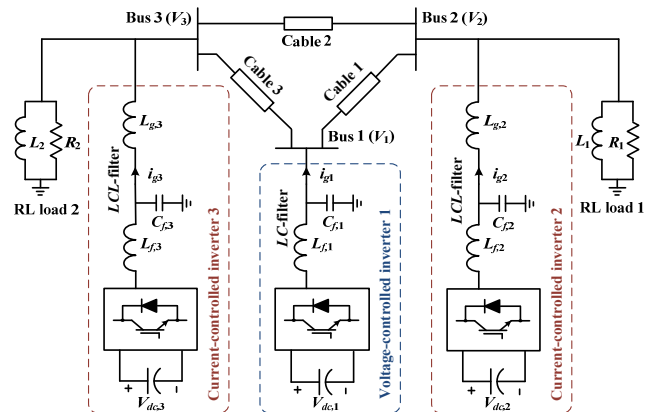 Bus 3 (V3)
Bus 2 (V2)
Cable 2
Cable 3
Cable 1
Bus 1 (V1)
L2
R2
RL load 2
L1
R1
RL load 1
Lg,3
ig3
LCL-filter
Cf,3
Lf,3
Vdc,3
+
-
Current-controlled inverter 3
ig1
LC-filter
Cf,1
Lf,1
Vdc,1
+
-
Voltage-controlled inverter 1
Lg,2
ig2
LCL-filter
Cf,2
Lf,2
Vdc,2
+
-
Current-controlled inverter 2